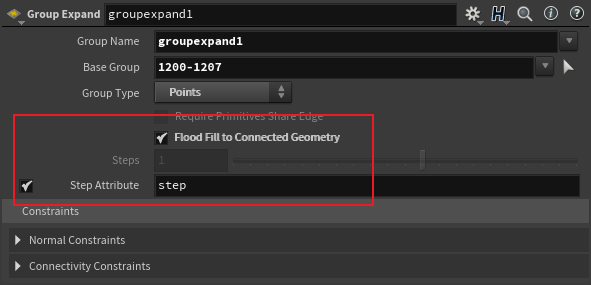 Group Expand groupexpand1
Group Name groupexpand1
Base Group 1200-1207
Group Type Points
Require Primitives Share Edge
Flood Fill to Connected Geometry
Steps 1
Step Attribute step
Constraints
Normal Constraints
Connectivity Constraints